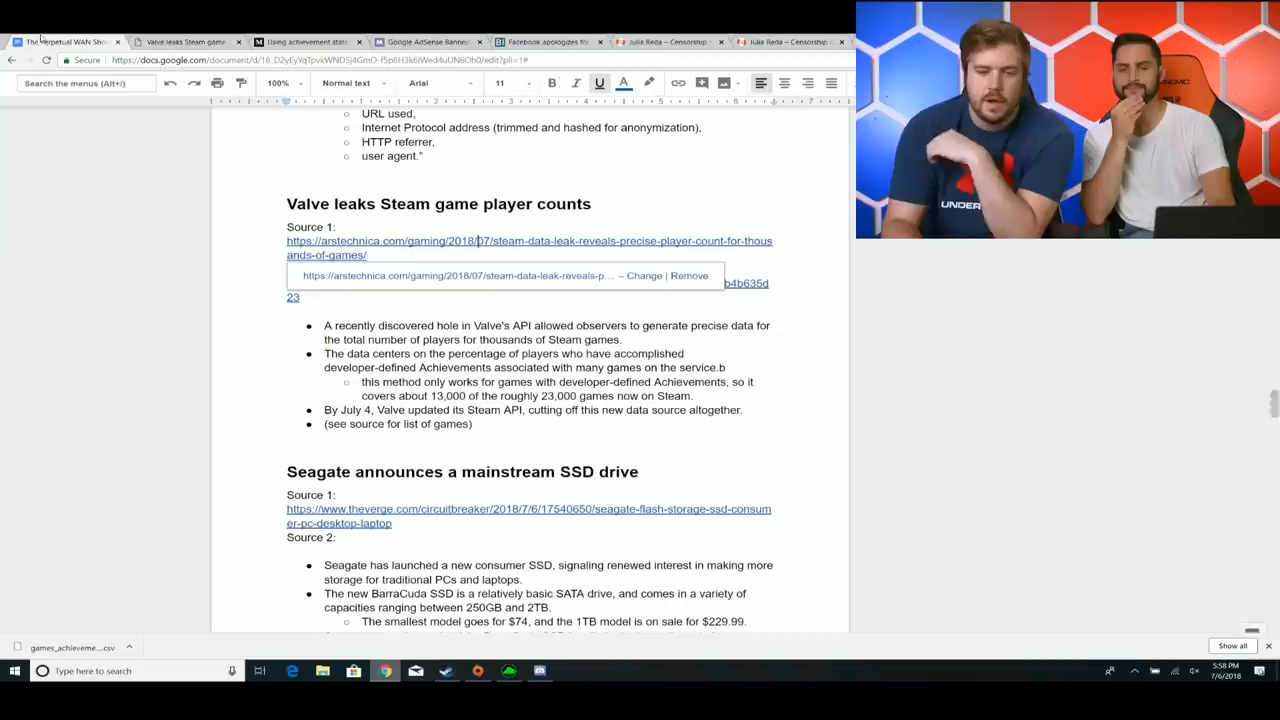 The Perpetual WAN Sho
Valve leaks Steam game
Using achievement stats
Google AdSense Banned
Facebook apologizes fo
Julia Reda – Censorship
Julia Reda – Censorship
Secure
Search the menus (Alt+/)
100%
Normal text
Arial
11
B
I
U
A
URL used,
Internet Protocol address (trimmed and hashed for anonymization),
HTTP referrer,
user agent."
Valve leaks Steam game player counts
Source 1:
https://arstechnica.com/gaming/2018/07/steam-data-leak-reveals-precise-player-count-for-thous
ands-of-games/
https://arstechnica.com/gaming/2018/07/steam-data-leak-reveals-p... – Change | Remove
b4b635d
23
A recently discovered hole in Valve's API allowed observers to generate precise data for
the total number of players for thousands of Steam games.
The data centers on the percentage of players who have accomplished
developer-defined Achievements associated with many games on the service.b
this method only works for games with developer-defined Achievements, so it
covers about 13,000 of the roughly 23,000 games now on Steam.
By July 4, Valve updated its Steam API, cutting off this new data source altogether.
(see source for list of games)
Seagate announces a mainstream SSD drive
Source 1:
https://www.theverge.com/circuitbreaker/2018/7/6/17540650/seagate-flash-storage-ssd-consum
er-pc-desktop-laptop
Source 2:
Seagate has launched a new consumer SSD, signaling renewed interest in making more
storage for traditional PCs and laptops.
The new BarraCuda SSD is a relatively basic SATA drive, and comes in a variety of
capacities ranging between 250GB and 2TB.
The smallest model goes for $74, and the 1TB model is on sale for $229.99.
UNDER
games_achieveme....csv
Show all
Type here to search
5:58 PM
7/6/2018